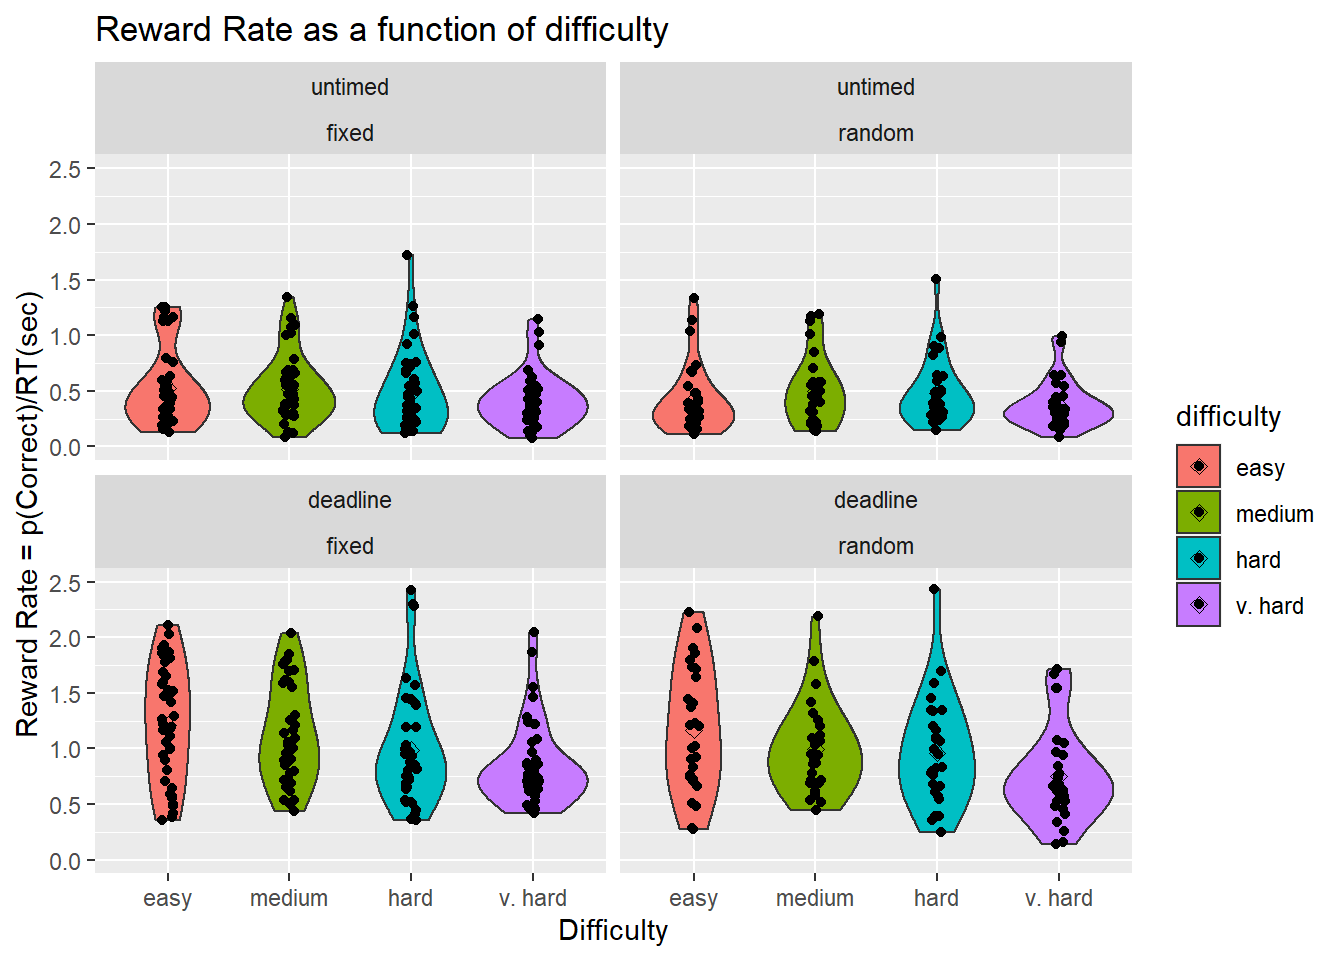 Reward Rate as a function of difficulty
untimed
fixed
untimed
random
2.5
2.0
1.5
1.0
0.5
0.0
deadline
fixed
deadline
random
2.5
2.0
1.5
1.0
0.5
0.0
Reward Rate = p(Correct)/RT(sec)
easy medium hard v. hard
easy medium hard v. hard
Difficulty
difficulty
easy
medium
hard
v. hard